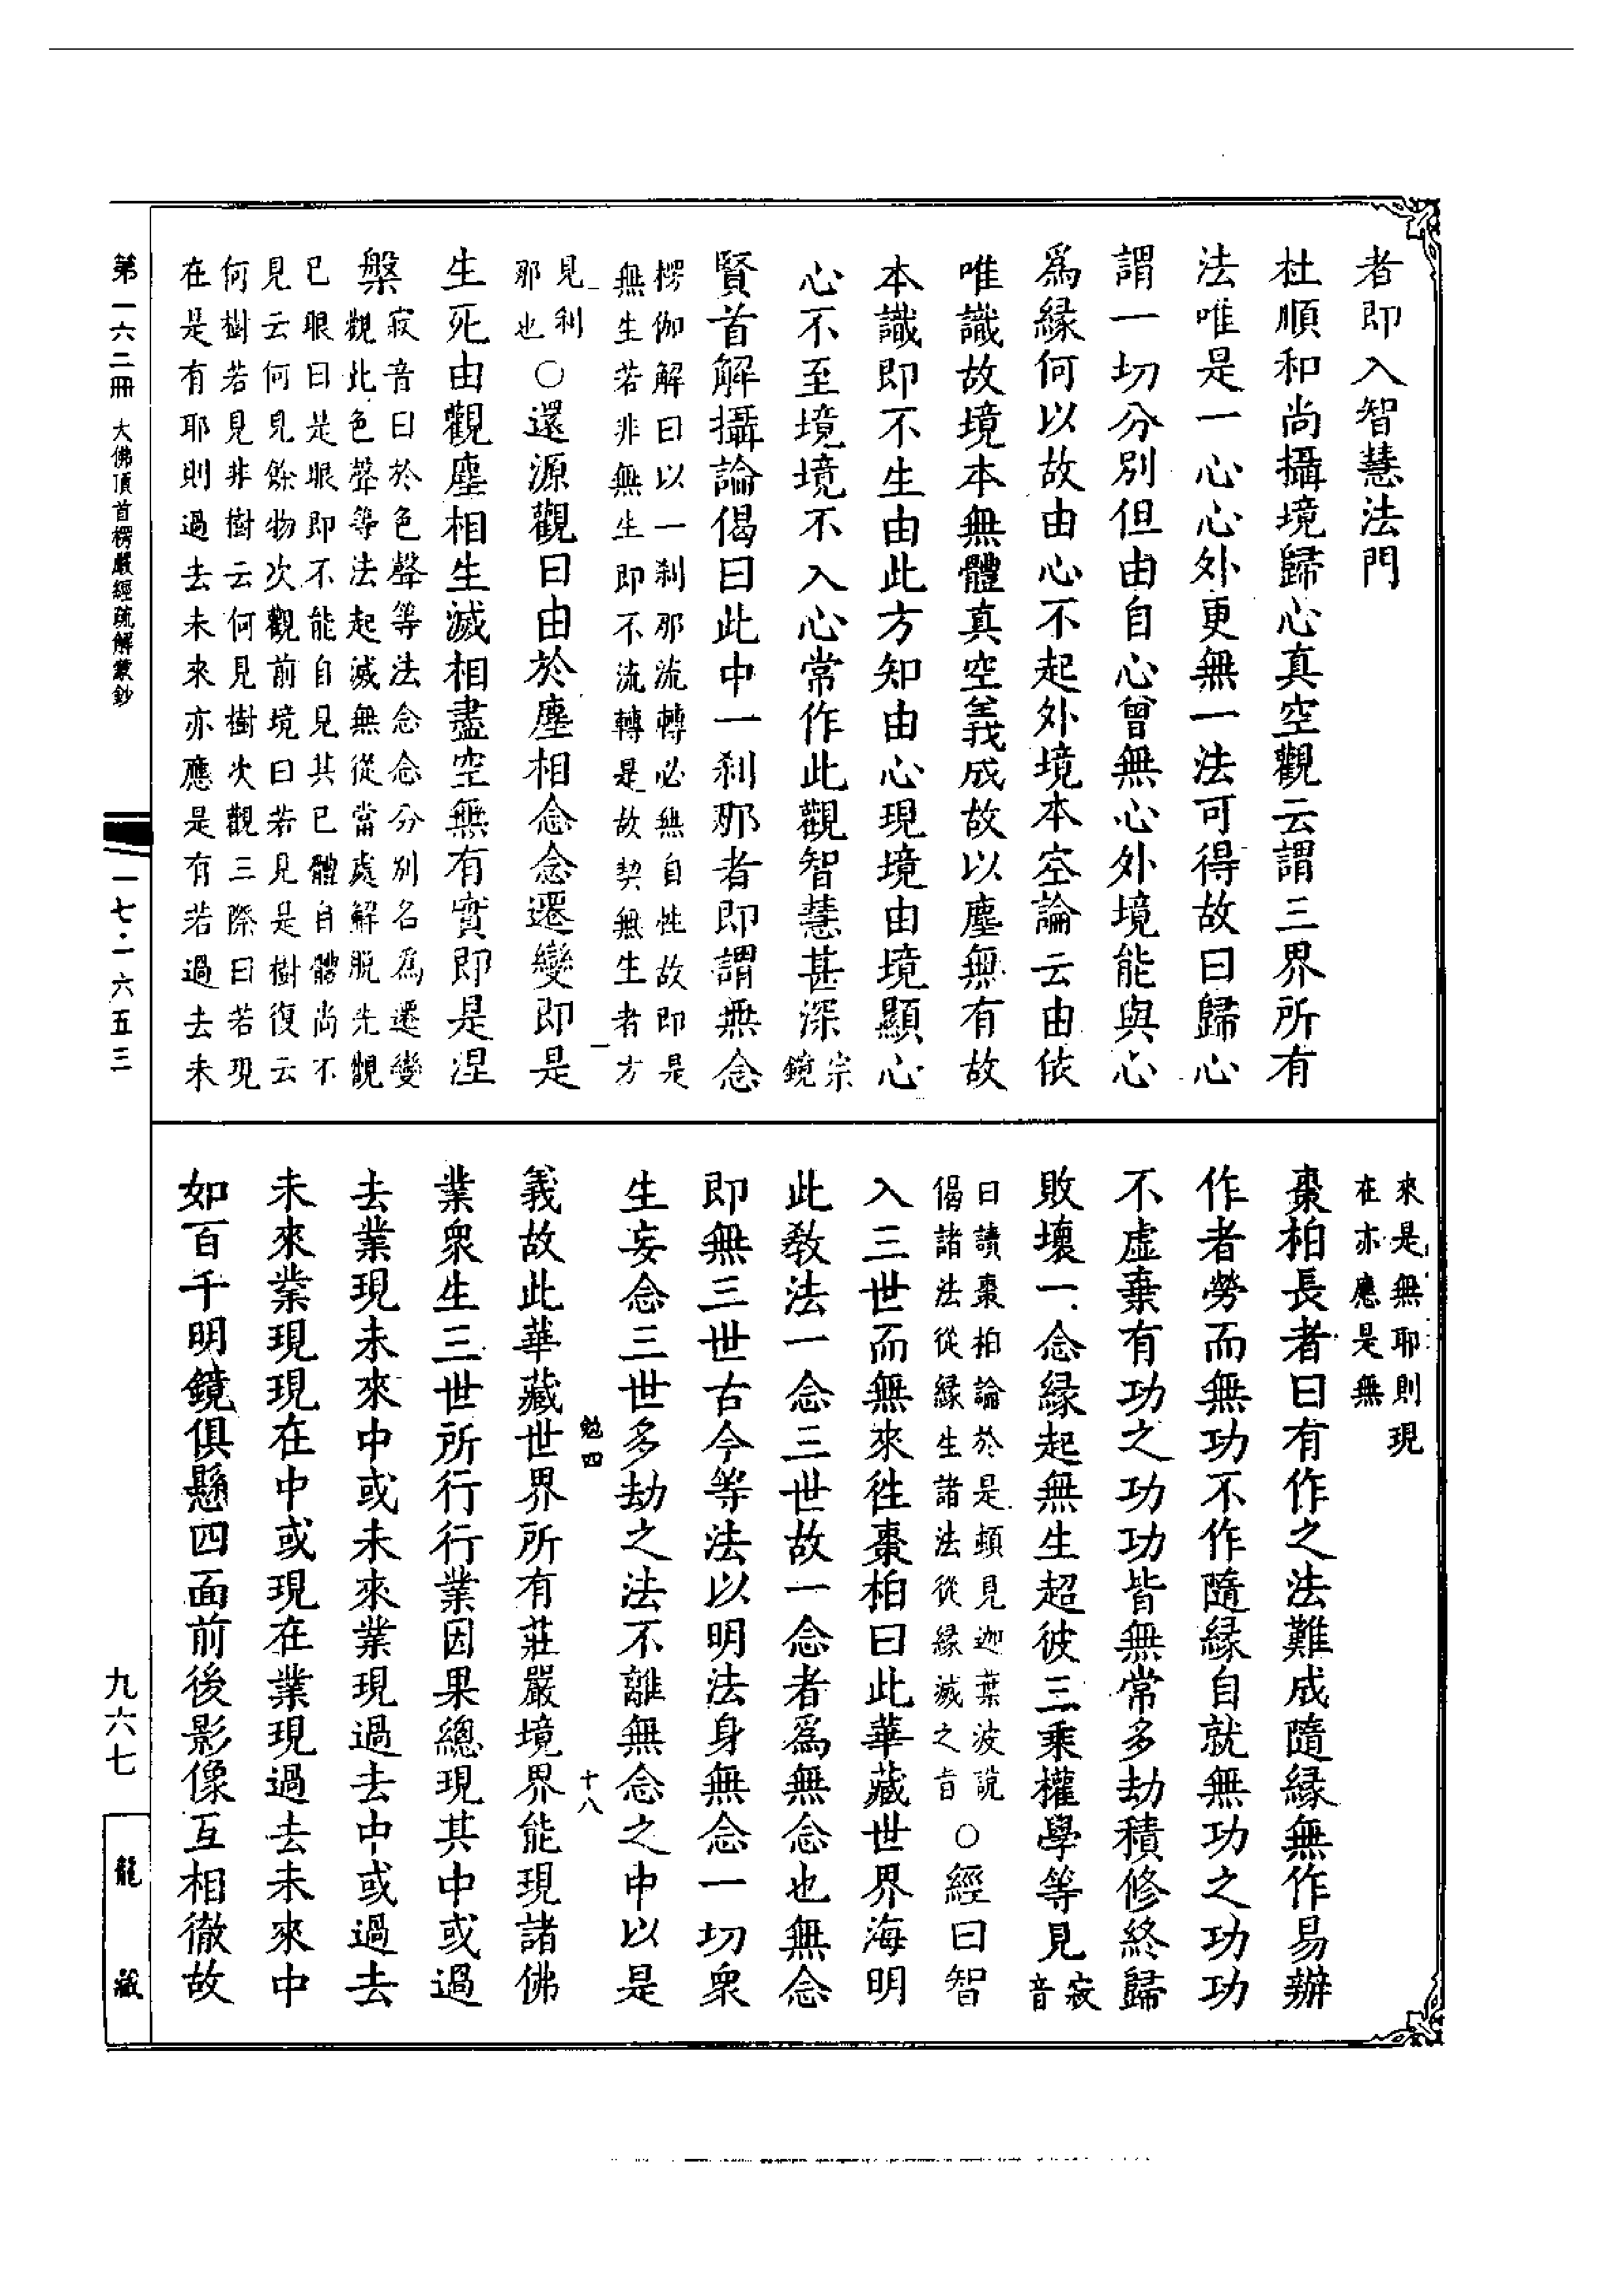 者即入智慧法門
杜順和尚攝境歸心真空觀云謂三界所有
法唯是一心心外更無一法可得故曰歸心
謂一切分別但由自心曾無心外境能與心
爲緣何以故由心不起外境本空論云由依
唯識故境本無體真空義成故以塵無有故
本識即不生由此方知由心現境由境顯心
心不至境境不入心常作此觀智慧甚深宗
鏡
賢首解攝論偈曰此中一刹那者即謂無念
楞伽解曰以一刹那流轉必無自性故即是
無生若非無生即不流轉是故契無生者方
見刹
那也
○還源觀曰由於塵相念念遷變即是
生死由觀塵相生滅相盡空無有實即是涅
槃
寂音曰於色聲等法念念分別名爲遷變
觀此色聲等法起滅無從當處解脫先觀
已眼曰是眼即不能自見其已體自體尚不
見云何見餘物次觀前境曰若見是樹復云
何樹若見非樹云何見樹次觀三際曰若現
在是有耶則過去未來亦應是有若過去未
來是無耶則現
在亦應是無
棗柏長者曰有作之法難成隨緣無作易辦
作者勞而無功不作隨緣自就無功之功功
不虛棄有功之功功皆無常多劫積修終歸
敗壞一念緣起無生超彼三乘權學等見寂
音
曰讀棗柏論於是頓見迦葉波說
偈諸法從緣生諸法從緣滅之旨
○經曰智
入三世而無來往棗柏曰此華藏世界海明
此教法一念三世故一念者爲無念也無念
即無三世古今等法以明法身無念一切衆
生妄念三世多劫之法不離無念之中以是
義故此華藏世界所有莊嚴境界能現諸佛
業衆生三世所行行業因果總現其中或過
去業現未來中或未來業現過去中或過去
未來業現現在中或現在業現過去未來中
如百千明鏡俱懸四面前後影像互相徹故
勉四
十八
第一六二冊
大佛頂首楞嚴經疏解蒙鈔
一七·一六五三
九六七
龍藏